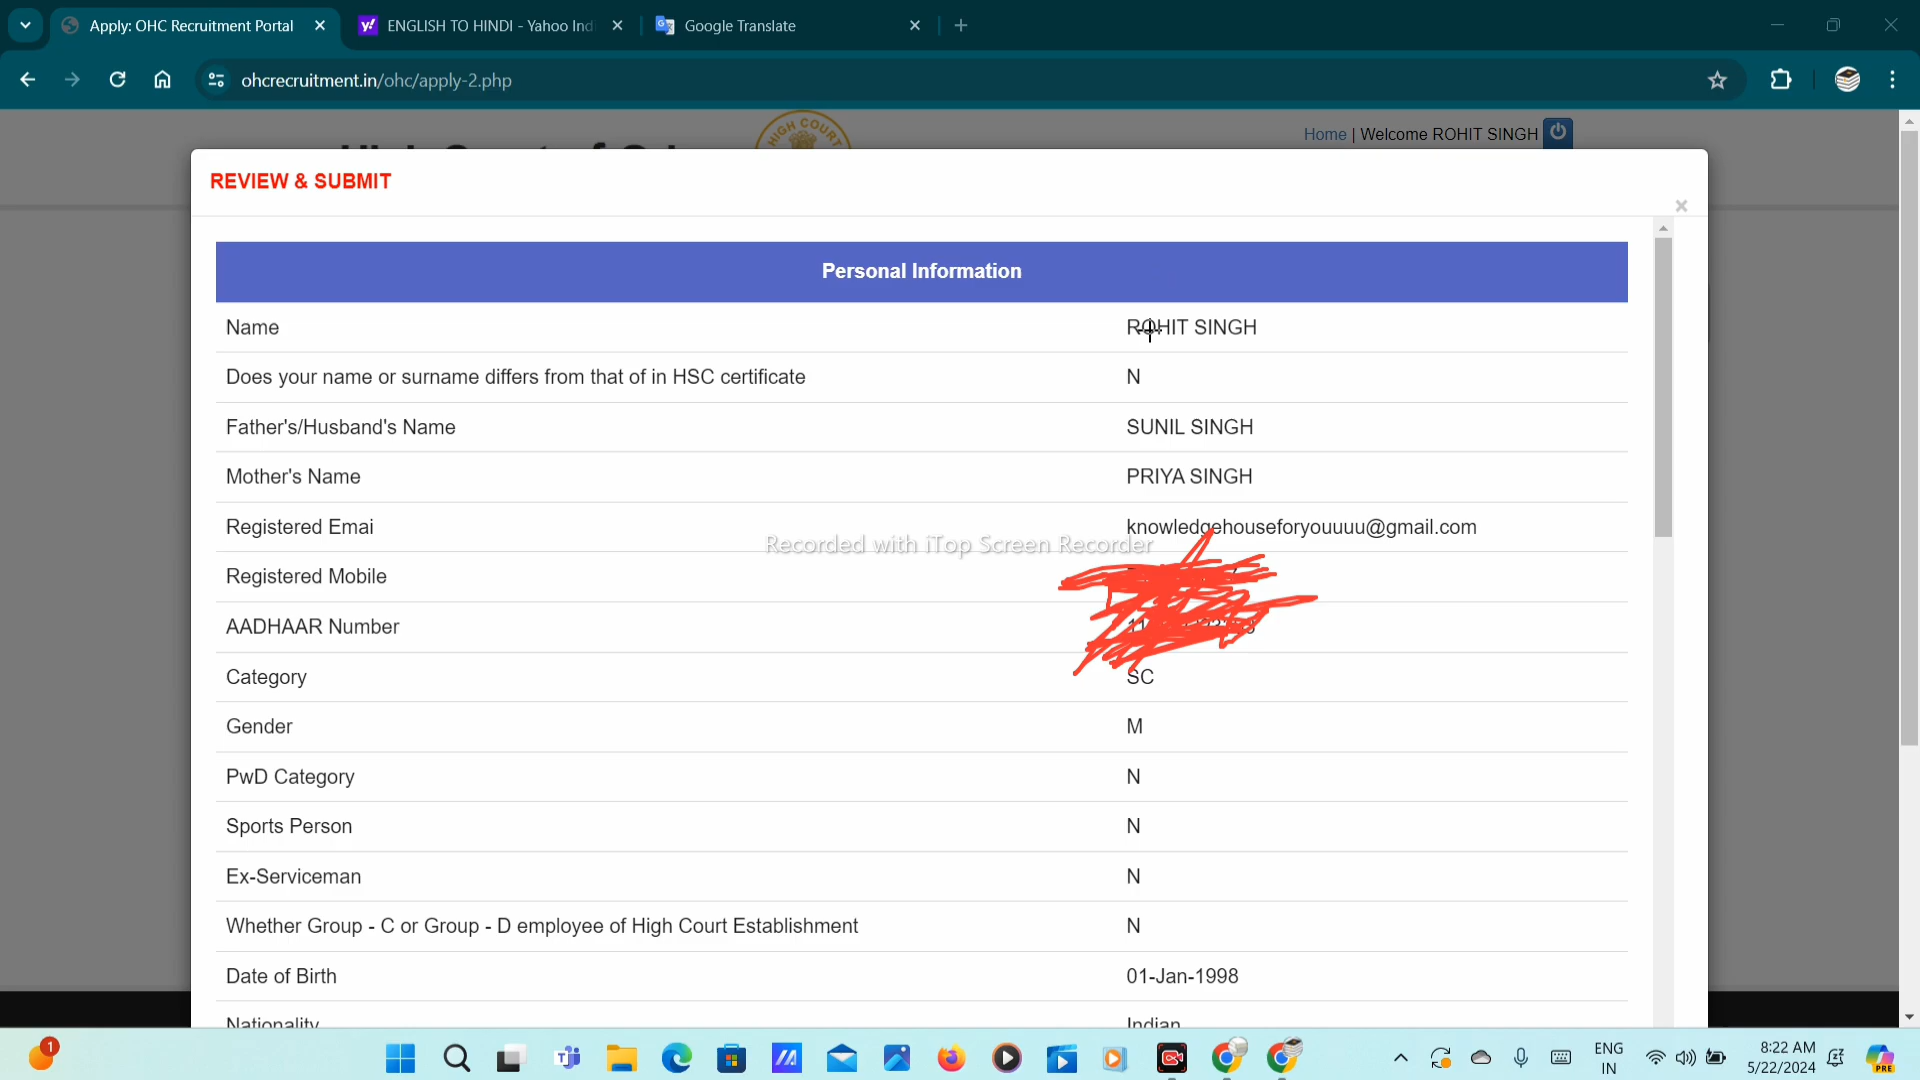 Apply: OHC Recruitment Portal
ENGLISH TO HINDI - Yahoo Ind
Google Translate
ohcrecruitment.in/ohc/apply-2.php
HIGH COURT
Home | Welcome ROHIT SINGH
REVIEW & SUBMIT
Personal Information
Name ROHIT SINGH
Does your name or surname differs from that of in HSC certificate N
Father's/Husband's Name SUNIL SINGH
Mother's Name PRIYA SINGH
Registered Emai knowledgehouseforyouuuu@gmail.com
Recorded with iTop Screen Recorder
Registered Mobile
AADHAAR Number
Category SC
Gender M
PwD Category N
Sports Person N
Ex-Serviceman N
Whether Group - C or Group - D employee of High Court Establishment N
Date of Birth 01-Jan-1998
Nationality Indian
1
ENG
IN
8:22 AM
5/22/2024
PRE